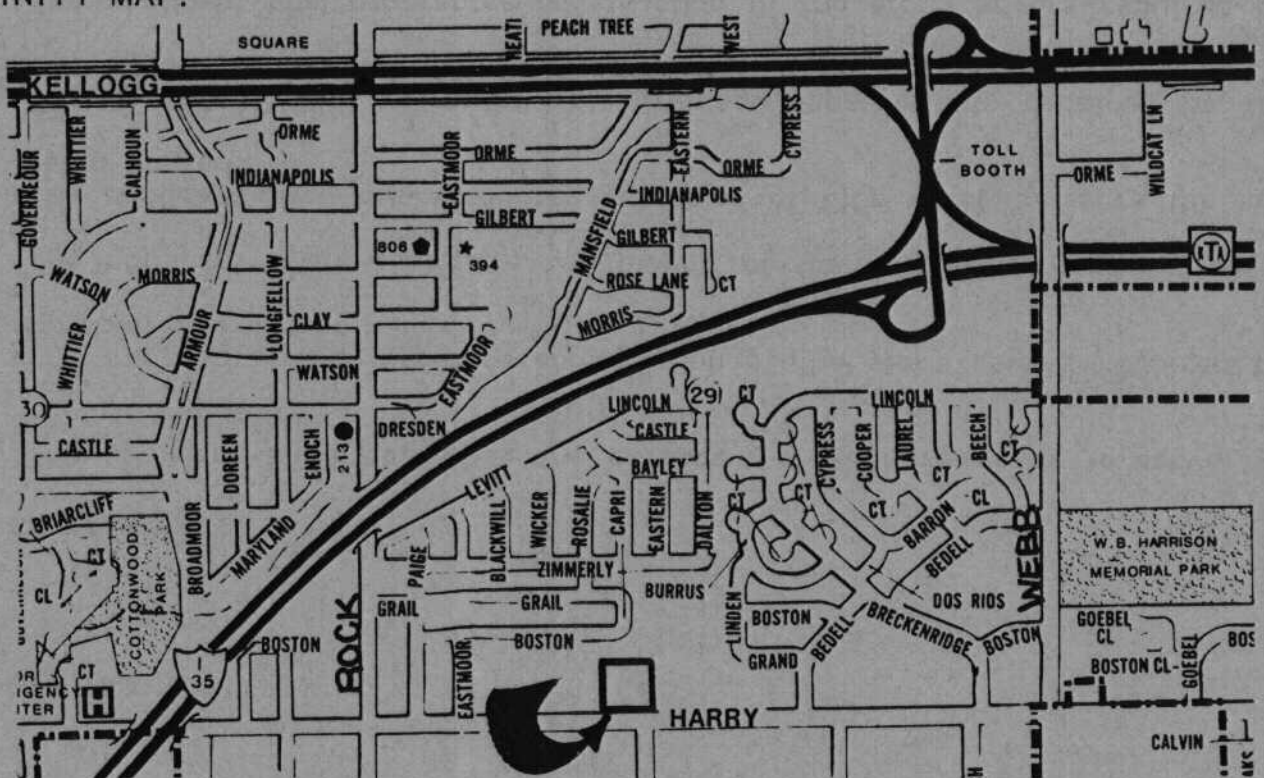 PEACH TREE
SQUARE
WEST
KELLOGG
WHITTIER
CALHOUN
ORME
EASTMOOR
ORME
EASTERN
ORME
CYPRESS
TOLL
BOOTH
ORME
WILDCAT LN
INDIANAPOLIS
INDIANAPOLIS
GILBERT
MANSFIELD
GILBERT
806
394
KTA
WATSON
MORRIS
LONGFELLOW
ROSE LANE
CT
ARMOUR
CLAY
MORRIS
WHITTIER
WATSON
EASTMOOR
LINCOLN
(29)
CT
LINCOLN
30
CASTLE
DOREEN
ENOCH
213
DRESDEN
CASTLE
CYPRESS
COOPER
LAUREL
BEECH
CT
LEVITT
BAYLEY
CT
CT
CT
CL
CT
BRIARCLIFF
COTTONWOOD
PARK
BROADMOOR
MARYLAND
PAIGE
BLACKWILL
WICKER
ROSALIE
CAPRI
EASTERN
DALTON
BARRON
BEDELL
WEBB
W.B. HARRISON
MEMORIAL PARK
CT
CL
ZIMMERLY
BURRUS
DOS RIOS
ROCK
GRAIL
GRAIL
BOSTON
LINDEN
BOSTON
BEDELL
BRECKENRIDGE
BOSTON
GOEBEL
CL
BOSTON
GRAND
BOSTON CL
GOEBEL
CT
H
I
35
EASTMOOR
HARRY
CALVIN